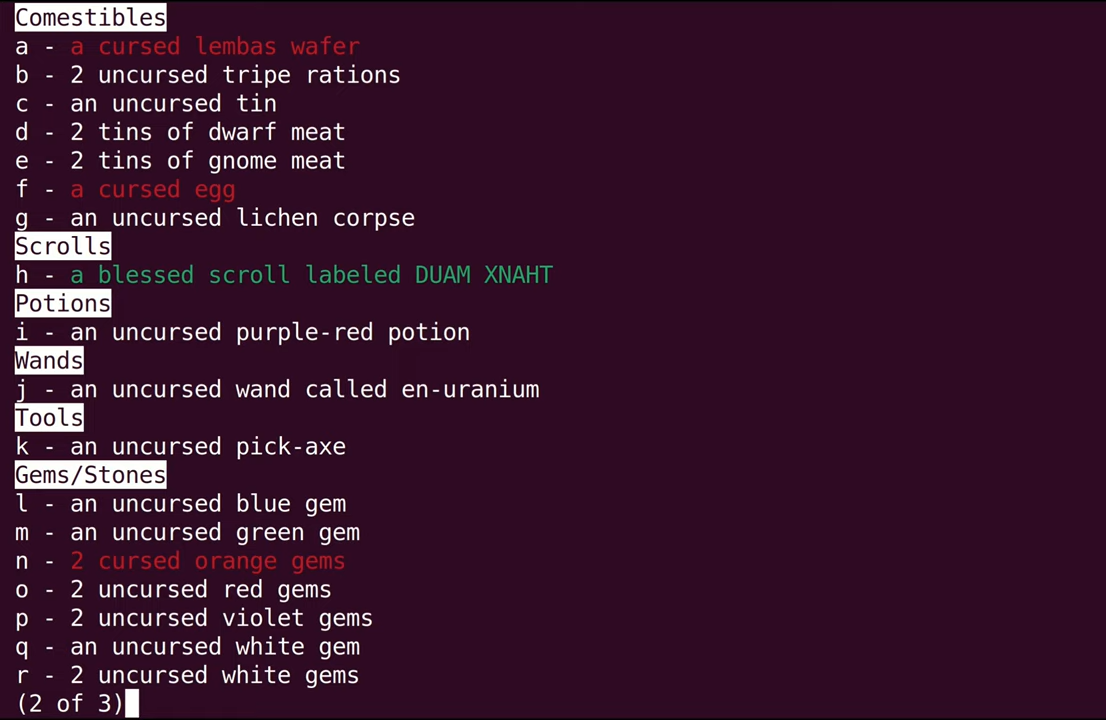 Comestibles
a - a cursed lembas wafer
b - 2 uncursed tripe rations
c - an uncursed tin
d - 2 tins of dwarf meat
e - 2 tins of gnome meat
f - a cursed egg
g - an uncursed lichen corpse
Scrolls
h - a blessed scroll labeled DUAM XNAHT
Potions
i - an uncursed purple-red potion
Wands
j - an uncursed wand called en-uranium
Tools
k - an uncursed pick-axe
Gems/Stones
l - an uncursed blue gem
m - an uncursed green gem
n - 2 cursed orange gems
o - 2 uncursed red gems
p - 2 uncursed violet gems
q - an uncursed white gem
r - 2 uncursed white gems
(2 of 3)